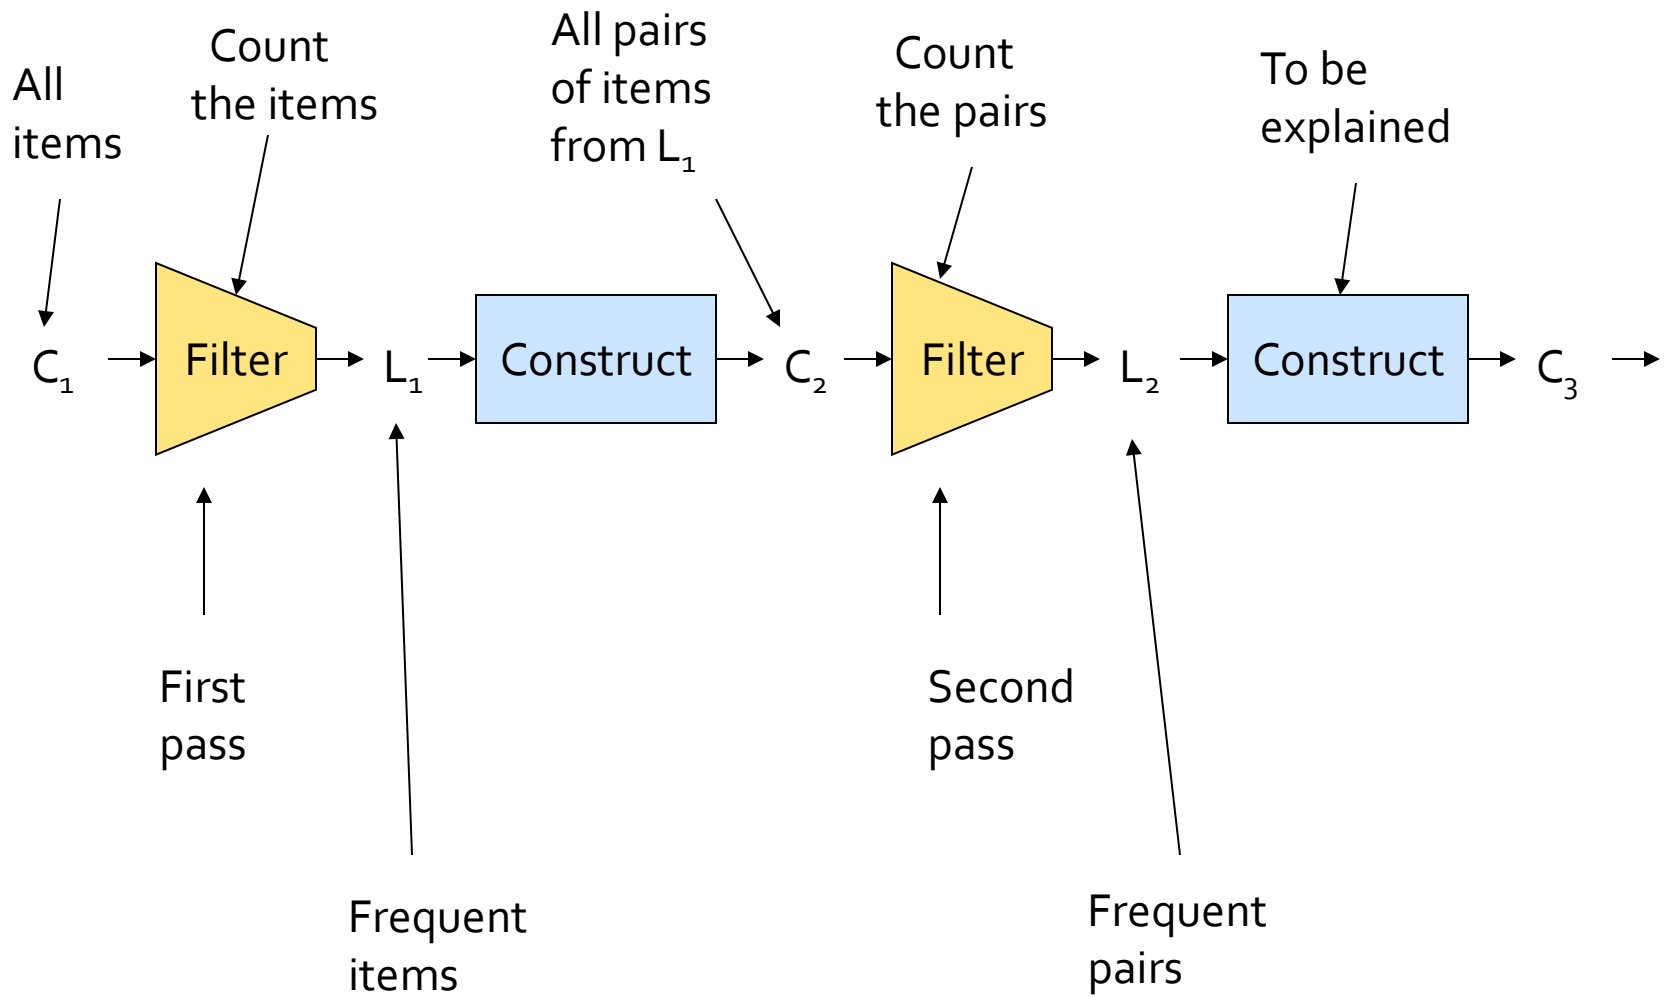 All
items
Count
the items
All pairs
of items
from L₁
Count
the pairs
To be
explained
C₁
Filter
L₁
Construct
C₂
Filter
L₂
Construct
C₃
First
pass
Second
pass
Frequent
items
Frequent
pairs